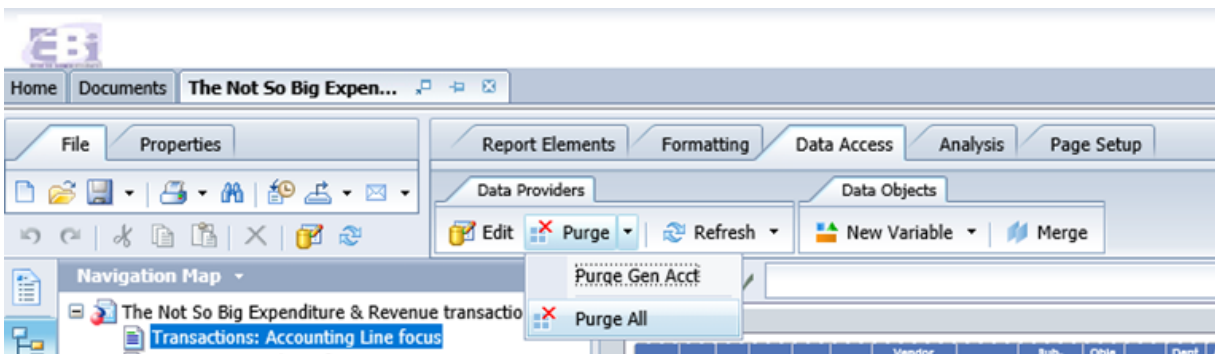 EBi
Home Documents The Not So Big Expen...
File Properties
Report Elements Formatting Data Access Analysis Page Setup
Data Providers Data Objects
Edit Purge Refresh New Variable Merge
Navigation Map
Purge Gen Acct
Purge All
The Not So Big Expenditure & Revenue transactio
Transactions: Accounting Line focus
Vendor Sub. Obje Dept